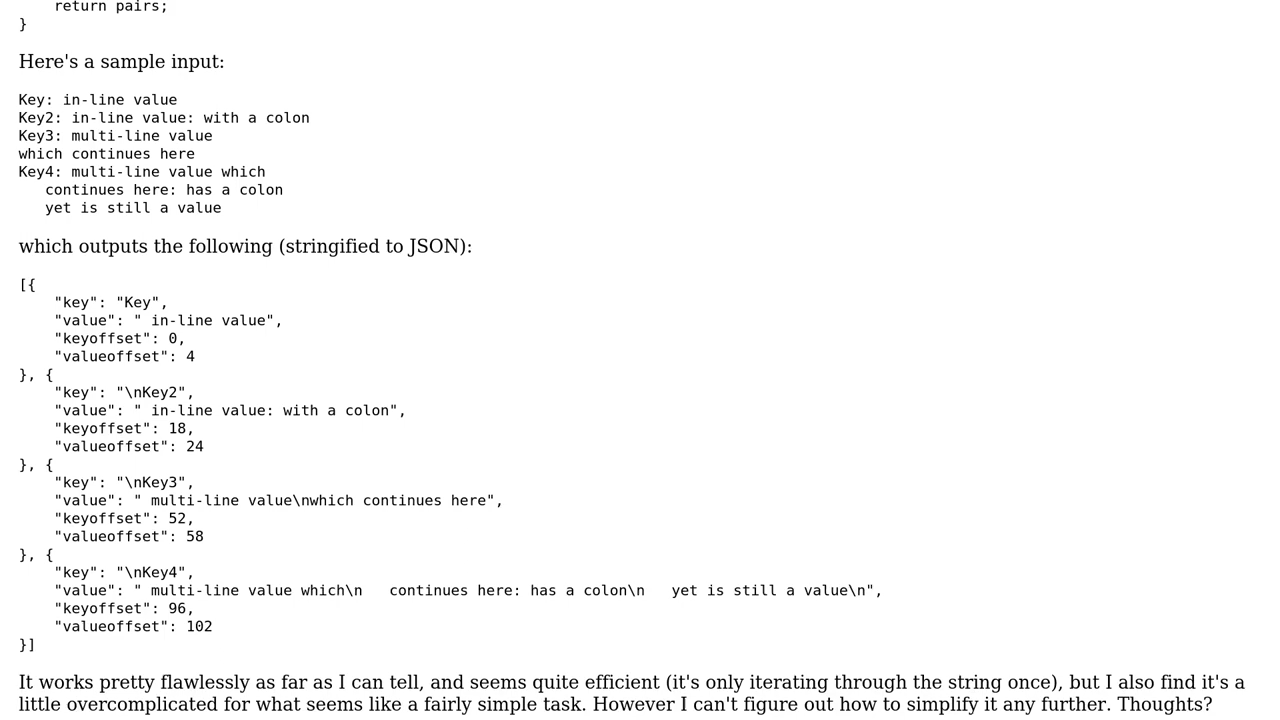 return pairs;
}
Here's a sample input:
Key: in-line value
Key2: in-line value: with a colon
Key3: multi-line value
which continues here
Key4: multi-line value which
   continues here: has a colon
   yet is still a value
which outputs the following (stringified to JSON):
[{
    "key": "Key",
    "value": " in-line value",
    "keyoffset": 0,
    "valueoffset": 4
}, {
    "key": "\nKey2",
    "value": " in-line value: with a colon",
    "keyoffset": 18,
    "valueoffset": 24
}, {
    "key": "\nKey3",
    "value": " multi-line value\nwhich continues here",
    "keyoffset": 52,
    "valueoffset": 58
}, {
    "key": "\nKey4",
    "value": " multi-line value which\n   continues here: has a colon\n   yet is still a value\n",
    "keyoffset": 96,
    "valueoffset": 102
}]
It works pretty flawlessly as far as I can tell, and seems quite efficient (it's only iterating through the string once), but I also find it's a
little overcomplicated for what seems like a fairly simple task. However I can't figure out how to simplify it any further. Thoughts?